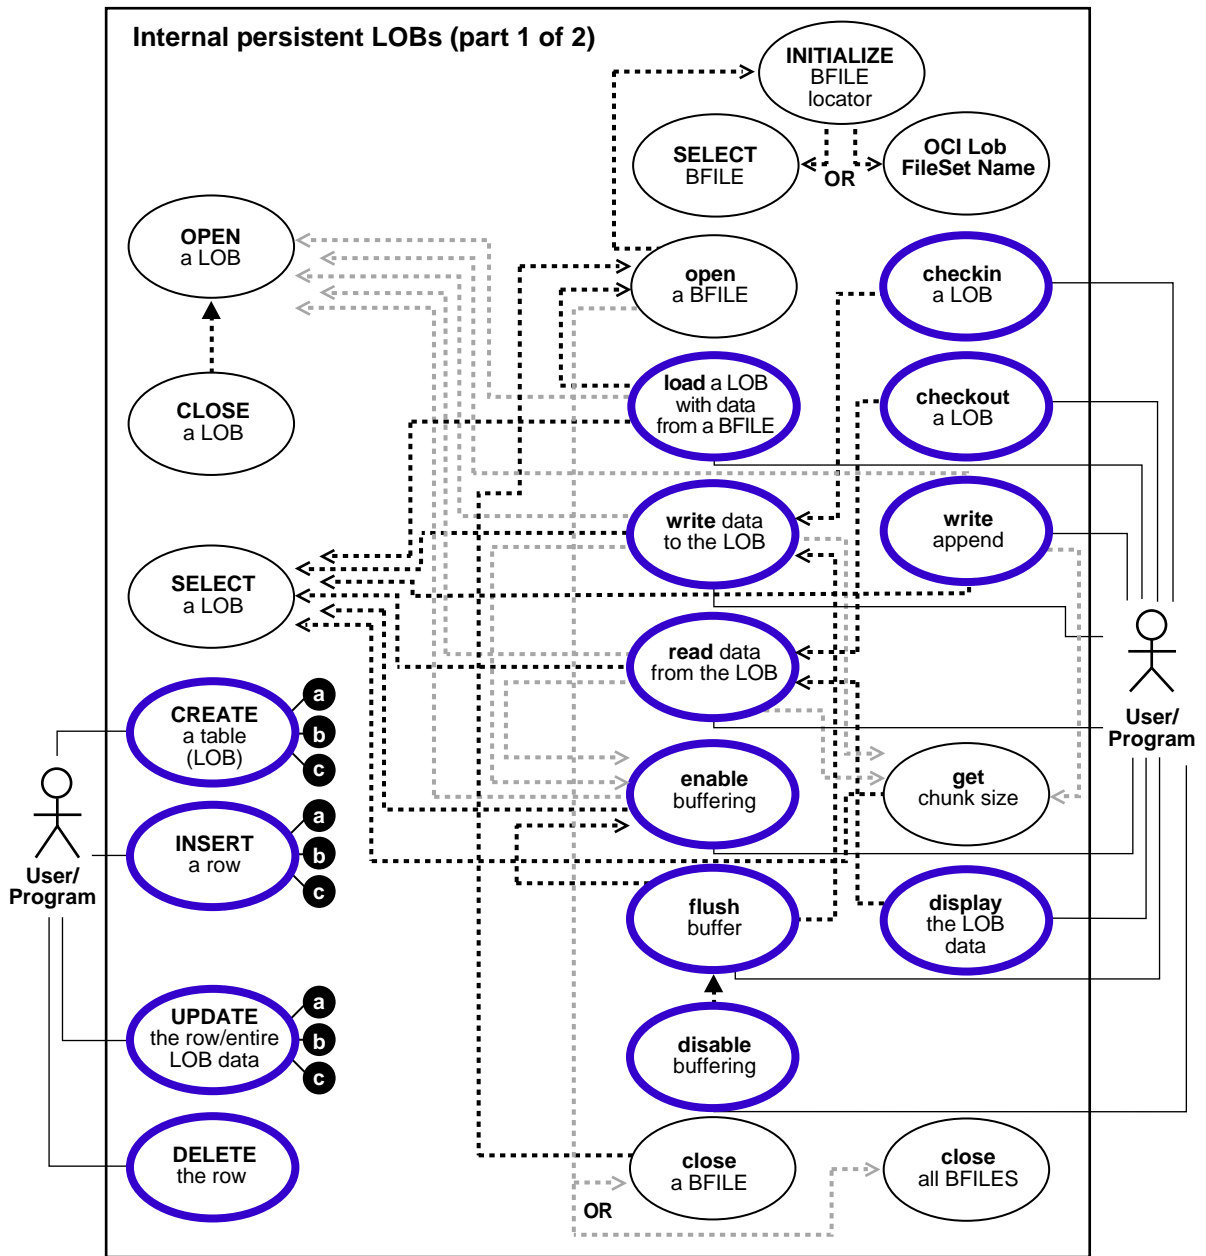 Internal persistent LOBs (part 1 of 2)
INITIALIZE
BFILE
locator
SELECT
BFILE
OR
OCI Lob
FileSet Name
OPEN
a LOB
open
a BFILE
checkin
a LOB
CLOSE
a LOB
load a LOB
with data
from a BFILE
checkout
a LOB
write data
to the LOB
write
append
SELECT
a LOB
read data
from the LOB
User/
Program
CREATE
a table
(LOB)
a
b
c
enable
buffering
get
chunk size
INSERT
a row
a
b
c
User/
Program
flush
buffer
display
the LOB
data
UPDATE
the row/entire
LOB data
a
b
c
disable
buffering
DELETE
the row
close
a BFILE
OR
close
all BFILES